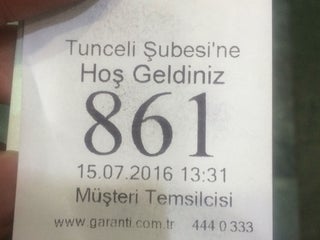 Tunceli Şubesi'ne
Hoş Geldiniz
861
15.07.2016 13:31
Müşteri Temsilcisi
www.garanti.com.tr 444 0 333